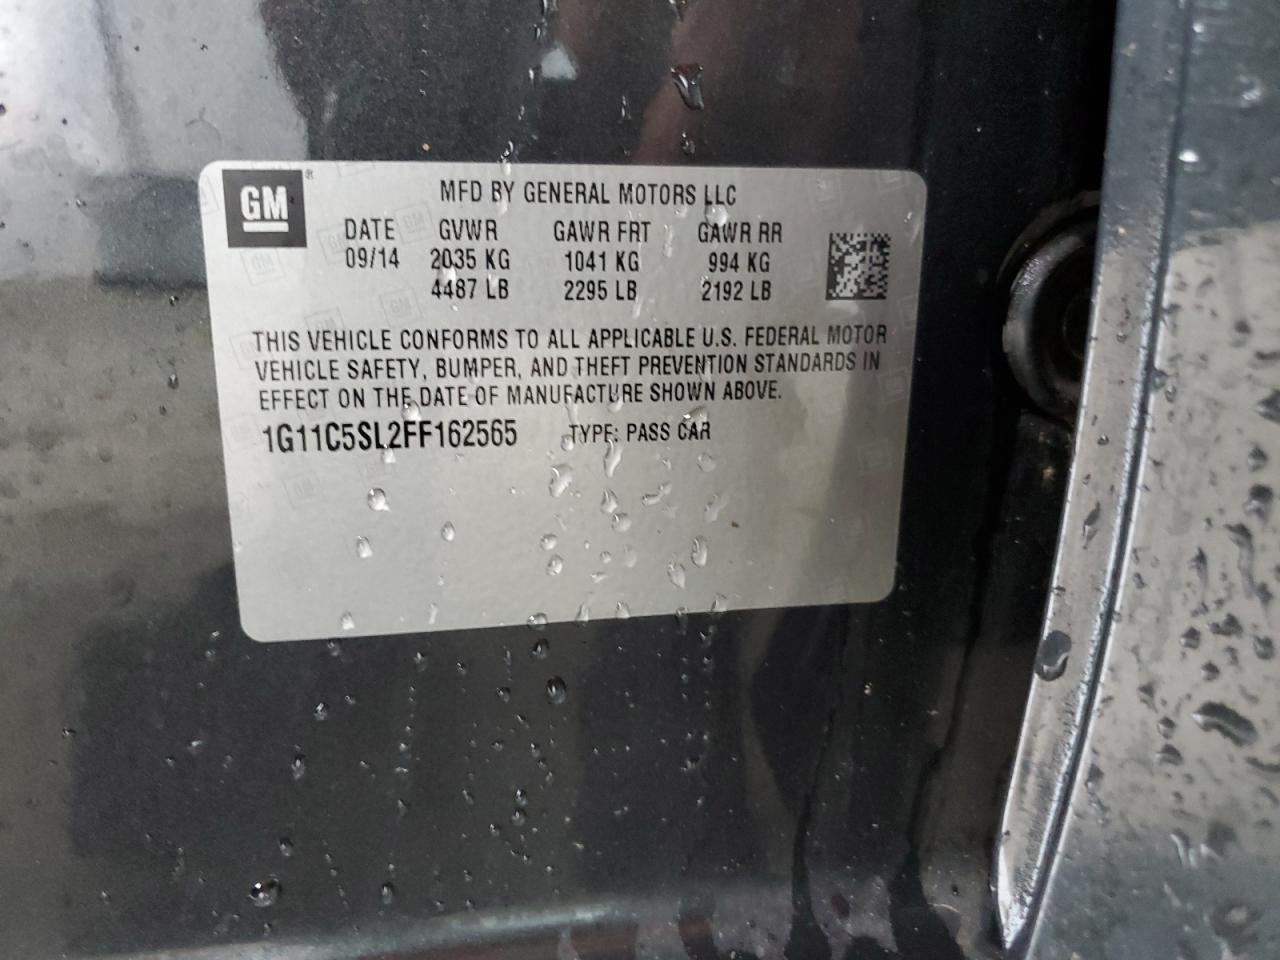 GM ®
MFD BY GENERAL MOTORS LLC
DATE GVWR GAWR FRT GAWR RR
09/14 2035 KG 1041 KG 994 KG
4487 LB 2295 LB 2192 LB
THIS VEHICLE CONFORMS TO ALL APPLICABLE U.S. FEDERAL MOTOR
VEHICLE SAFETY, BUMPER, AND THEFT PREVENTION STANDARDS IN
EFFECT ON THE DATE OF MANUFACTURE SHOWN ABOVE.
1G11C5SL2FF162565 TYPE: PASS CAR